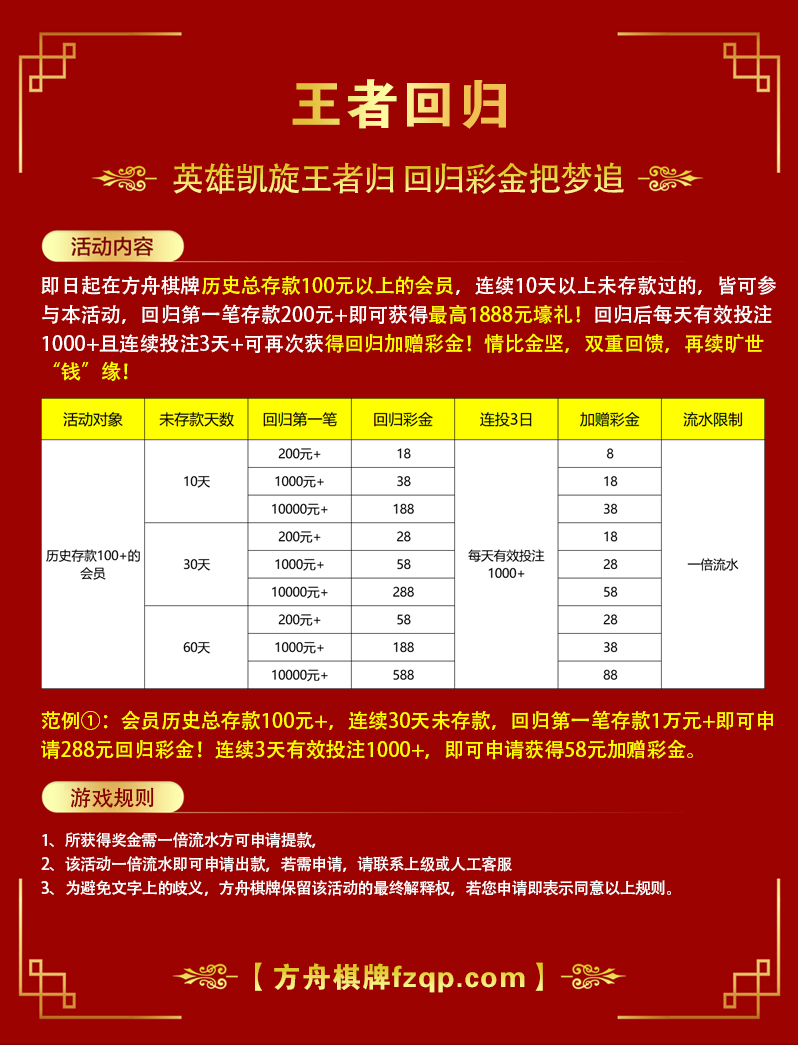 王者回归
英雄凯旋王者归 回归彩金把梦追
活动内容
即日起在方舟棋牌历史总存款100元以上的会员，连续10天以上未存款过的，皆可参
与本活动，回归第一笔存款200元+即可获得最高1888元壕礼！回归后每天有效投注
1000+且连续投注3天+可再次获得回归加赠彩金！情比金坚，双重回馈，再续旷世
“钱”缘！
活动对象 未存款天数 回归第一笔 回归彩金 连投3日 加赠彩金 流水限制
历史存款100+的
会员
10天
200元+ 18 8
1000元+ 38 18
10000元+ 188 38
30天
200元+ 28 18
1000元+ 58 28
10000元+ 288 58
60天
200元+ 58 28
1000元+ 188 38
10000元+ 588 88
每天有效投注
1000+
一倍流水
范例①：会员历史总存款100元+，连续30天未存款，回归第一笔存款1万元+即可申
请288元回归彩金！连续3天有效投注1000+，即可申请获得58元加赠彩金。
游戏规则
1、所获得奖金需一倍流水方可申请提款,
2、该活动一倍流水即可申请出款，若需申请，请联系上级或人工客服
3、为避免文字上的歧义，方舟棋牌保留该活动的最终解释权，若您申请即表示同意以上规则。
【 方舟棋牌fzqp.com 】